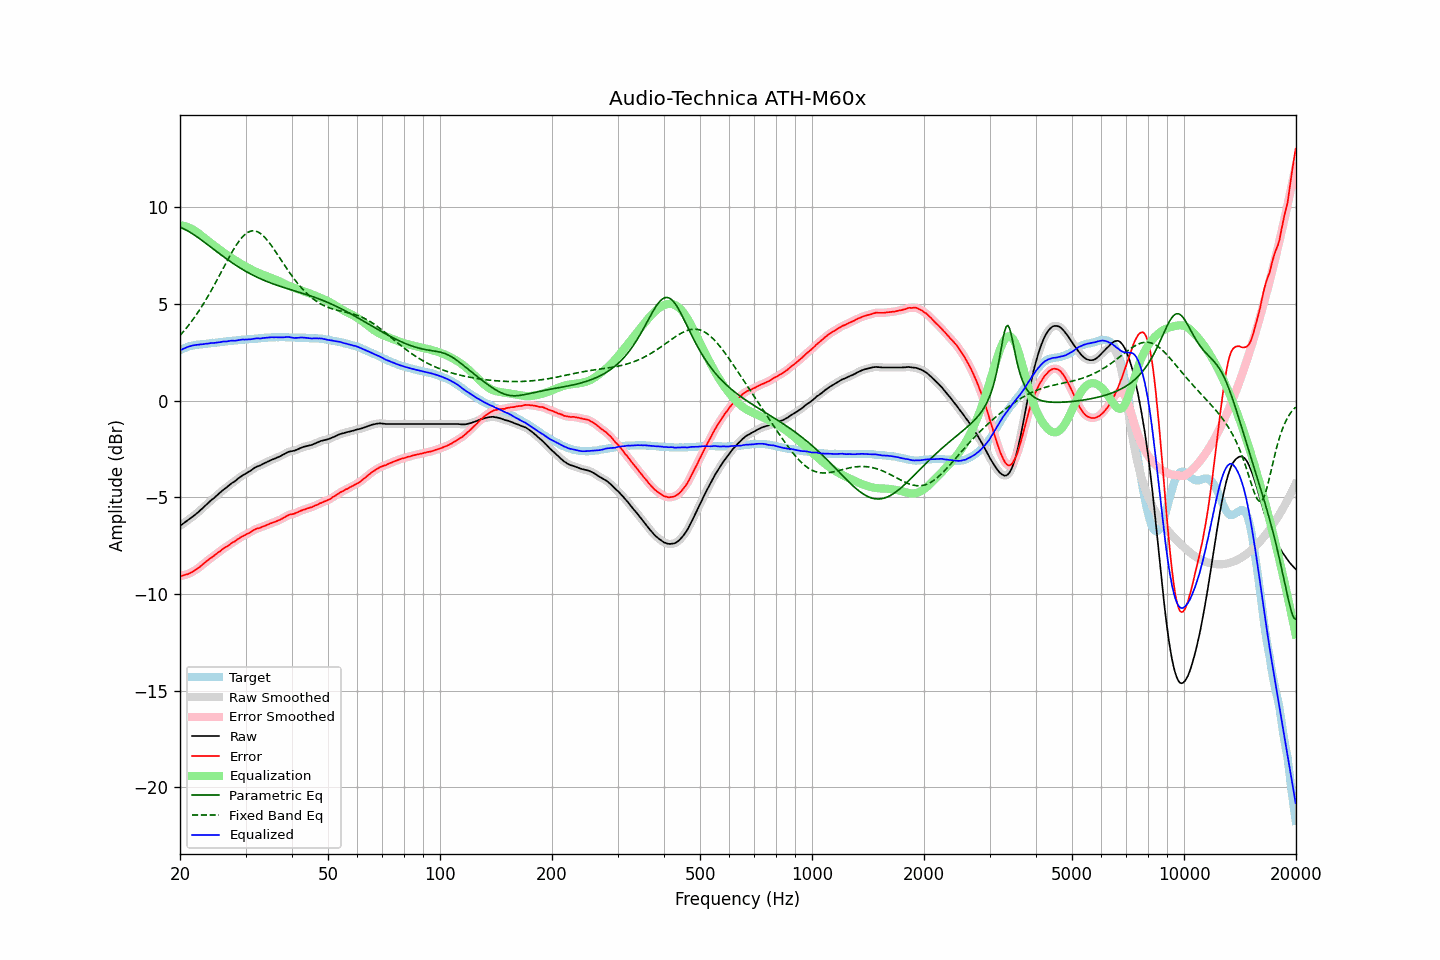 Audio-Technica ATH-M60x
Amplitude (dBr)
10
5
0
−5
−10
−15
−20
Target
Raw Smoothed
Error Smoothed
Raw
Error
Equalization
Parametric Eq
Fixed Band Eq
Equalized
20 50 100 200 500 1000 2000 5000 10000 20000
Frequency (Hz)